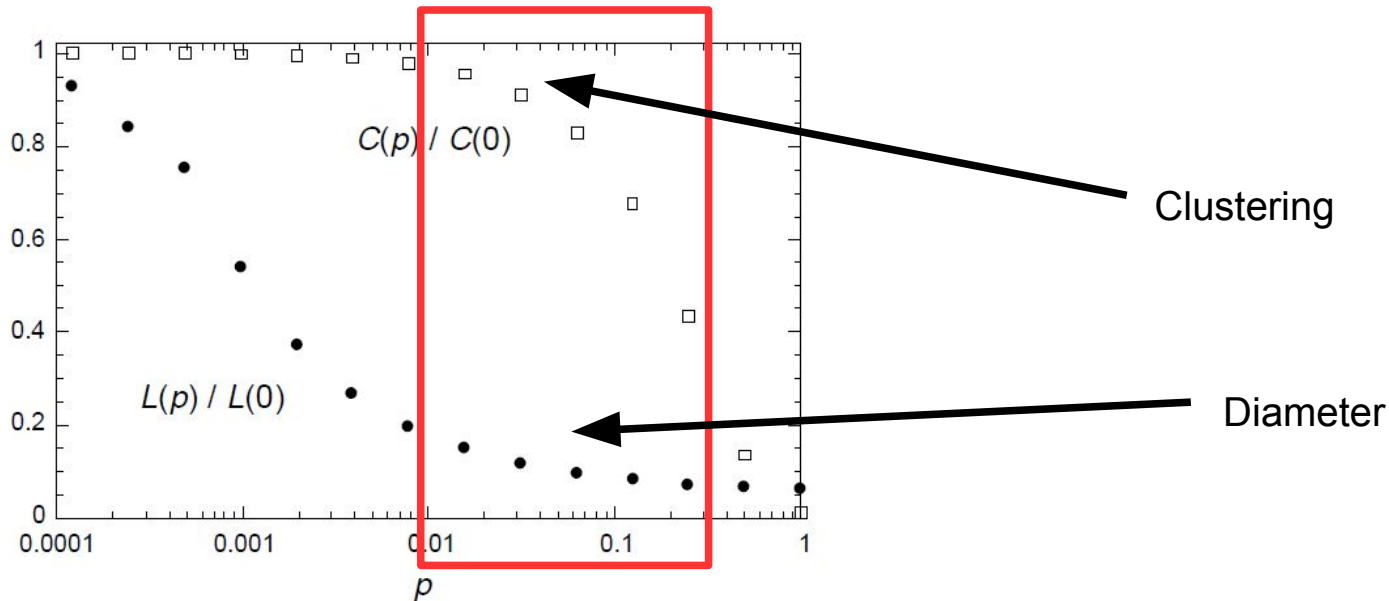 1
0.8
C(p) / C(0)
Clustering
0.6
0.4
L(p) / L(0)
Diameter
0.2
0
0.0001 0.001 0.01 0.1 1
p